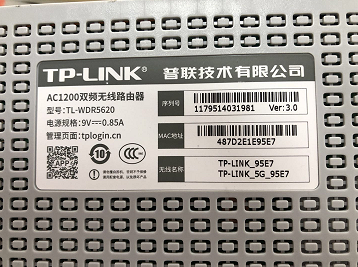 TP-LINK® 普联技术有限公司
AC1200双频无线路由器
型号:TL-WDR5620
电源规格:9V⎓0.85A
管理页面:tplogin.cn
序列号
1179514031981 Ver:3.0
MAC地址
487D2E1E95E7
无线名称
TP-LINK_95E7
TP-LINK_5G_95E7
APP
10
CCC